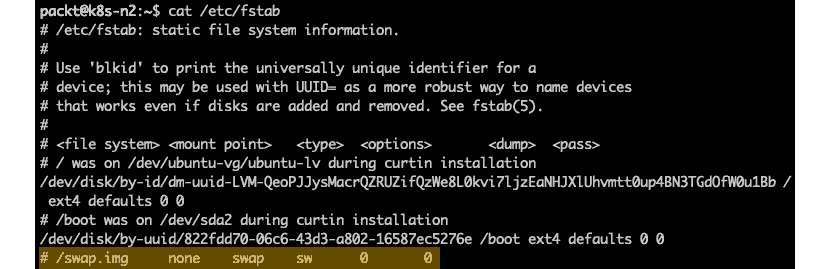 packt@k8s-n2:~$ cat /etc/fstab
# /etc/fstab: static file system information.
#
# Use 'blkid' to print the universally unique identifier for a
# device; this may be used with UUID= as a more robust way to name devices
# that works even if disks are added and removed. See fstab(5).
#
# <file system> <mount point>   <type>  <options>       <dump>  <pass>
# / was on /dev/ubuntu-vg/ubuntu-lv during curtin installation
/dev/disk/by-id/dm-uuid-LVM-QeoPJJysMacrQZRUZifQzWe8L0kvi7ljzEaNHJXlUhvmtt0up4BN3TGdOfW0u1Bb /
 ext4 defaults 0 0
# /boot was on /dev/sda2 during curtin installation
/dev/disk/by-uuid/822fdd70-06c6-43d3-a802-16587ec5276e /boot ext4 defaults 0 0
# /swap.img     none    swap    sw      0       0